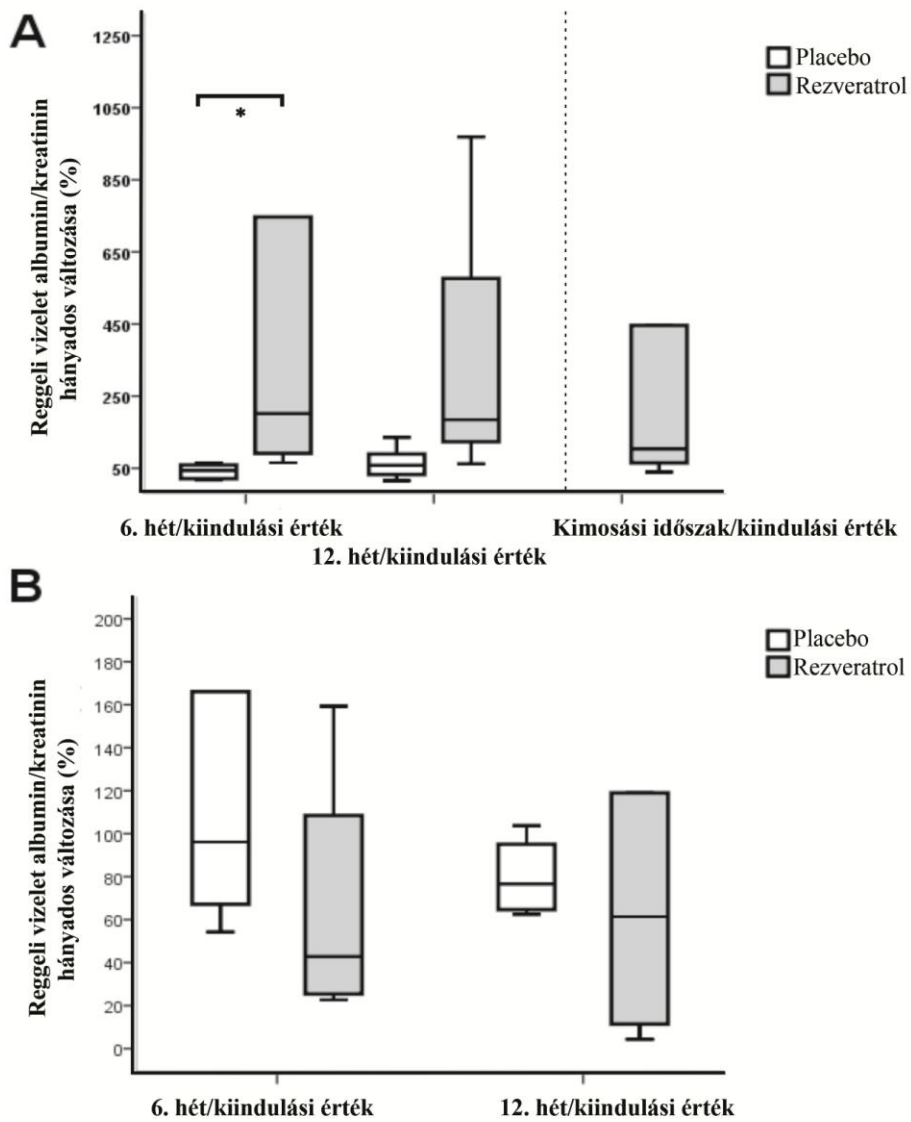 A
1250
1050
850
650
450
250
50
Reggeli vizelet albumin/kreatinin
hányados változása (%)
*
Placebo
Rezveratrol
6. hét/kiindulási érték
12. hét/kiindulási érték
Kimosási időszak/kiindulási érték
B
200
180
160
140
120
100
80
60
40
20
0
Reggeli vizelet albumin/kreatinin
hányados változása (%)
Placebo
Rezveratrol
6. hét/kiindulási érték
12. hét/kiindulási érték